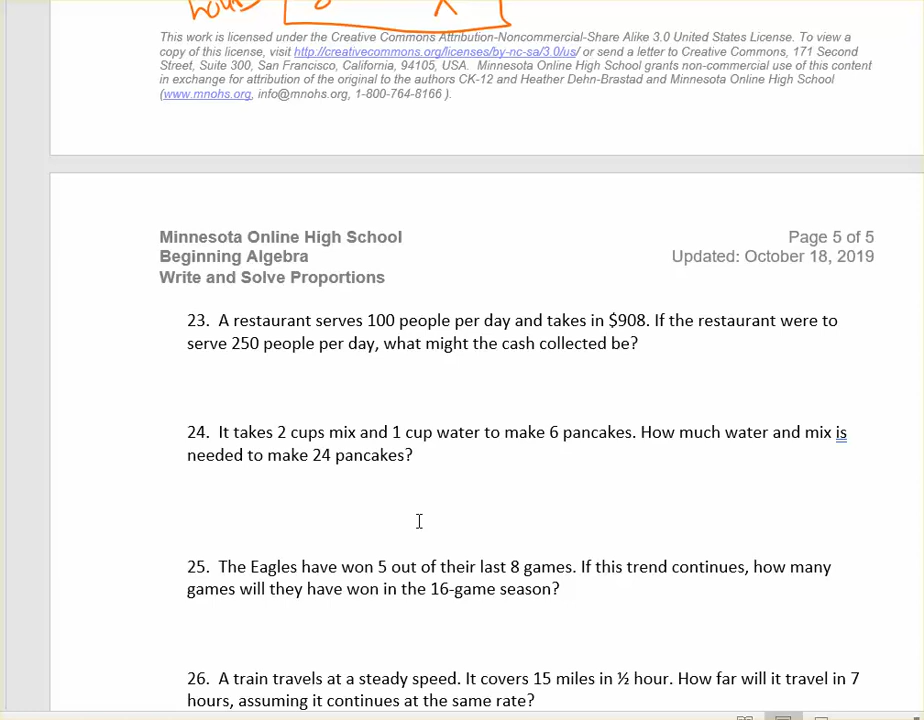 hours
This work is licensed under the Creative Commons Attribution-Noncommercial-Share Alike 3.0 United States License. To view a
copy of this license, visit http://creativecommons.org/licenses/by-nc-sa/3.0/us/ or send a letter to Creative Commons, 171 Second
Street, Suite 300, San Francisco, California, 94105, USA.  Minnesota Online High School grants non-commercial use of this content
in exchange for attribution of the original to the authors CK-12 and Heather Dehn-Brastad and Minnesota Online High School
(www.mnohs.org, info@mnohs.org, 1-800-764-8166 ).
Minnesota Online High School Page 5 of 5
Beginning Algebra Updated: October 18, 2019
Write and Solve Proportions
23.  A restaurant serves 100 people per day and takes in $908. If the restaurant were to
serve 250 people per day, what might the cash collected be?
24.  It takes 2 cups mix and 1 cup water to make 6 pancakes. How much water and mix is
needed to make 24 pancakes?
25.  The Eagles have won 5 out of their last 8 games. If this trend continues, how many
games will they have won in the 16-game season?
26.  A train travels at a steady speed. It covers 15 miles in ½ hour. How far will it travel in 7
hours, assuming it continues at the same rate?